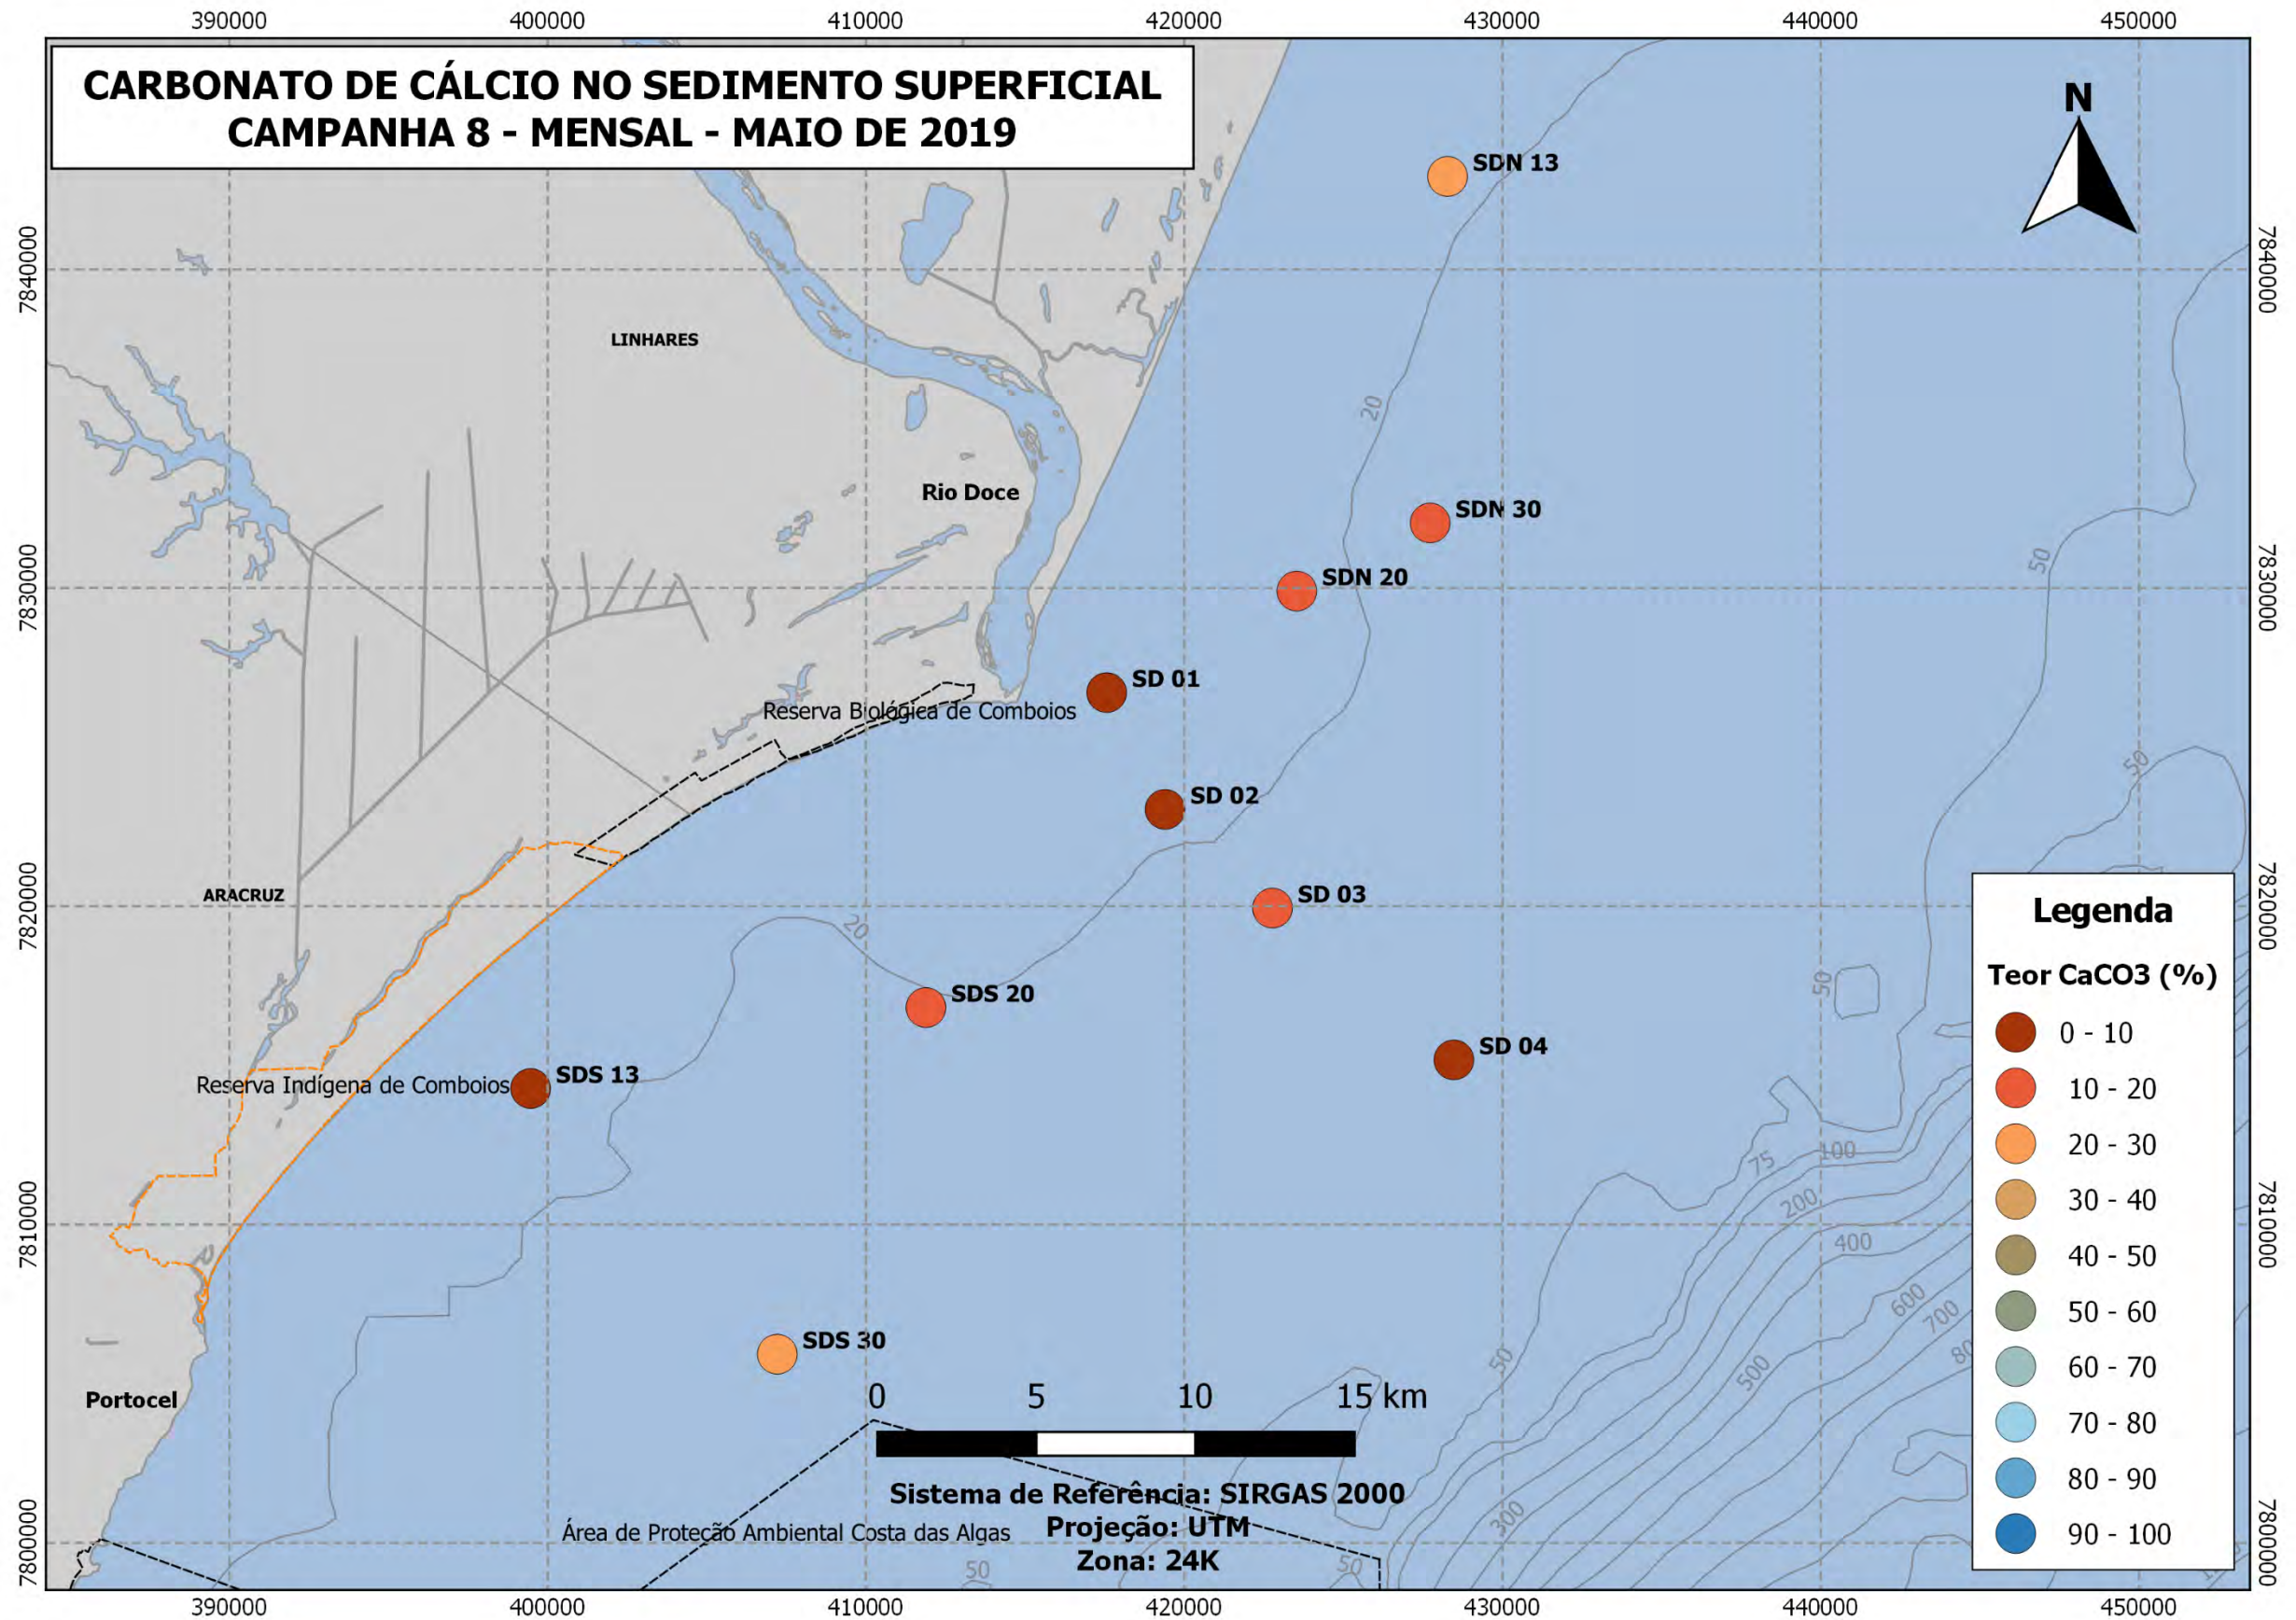 390000 400000 410000 420000 430000 440000 450000
CARBONATO DE CÁLCIO NO SEDIMENTO SUPERFICIAL
CAMPANHA 8 - MENSAL - MAIO DE 2019
N
SDN 13
7840000
7840000
LINHARES
20
Rio Doce
SDN 30
50
SDN 20
7830000
7830000
SD 01
Reserva Biológica de Comboios
50
SD 02
ARACRUZ
SD 03
7820000
7820000
20
SDS 20
50
SD 04
SDS 13
Reserva Indígena de Comboios
75
100
200
400
7810000
7810000
600
700
SDS 30
50
500
Portocel
0 5 10 15 km
Sistema de Referência: SIRGAS 2000
Projeção: UTM
Zona: 24K
Área de Proteção Ambiental Costa das Algas
300
50
50
7800000
7800000
Legenda
Teor CaCO3 (%)
0 - 10
10 - 20
20 - 30
30 - 40
40 - 50
50 - 60
60 - 70
70 - 80
80 - 90
90 - 100
390000 400000 410000 420000 430000 440000 450000